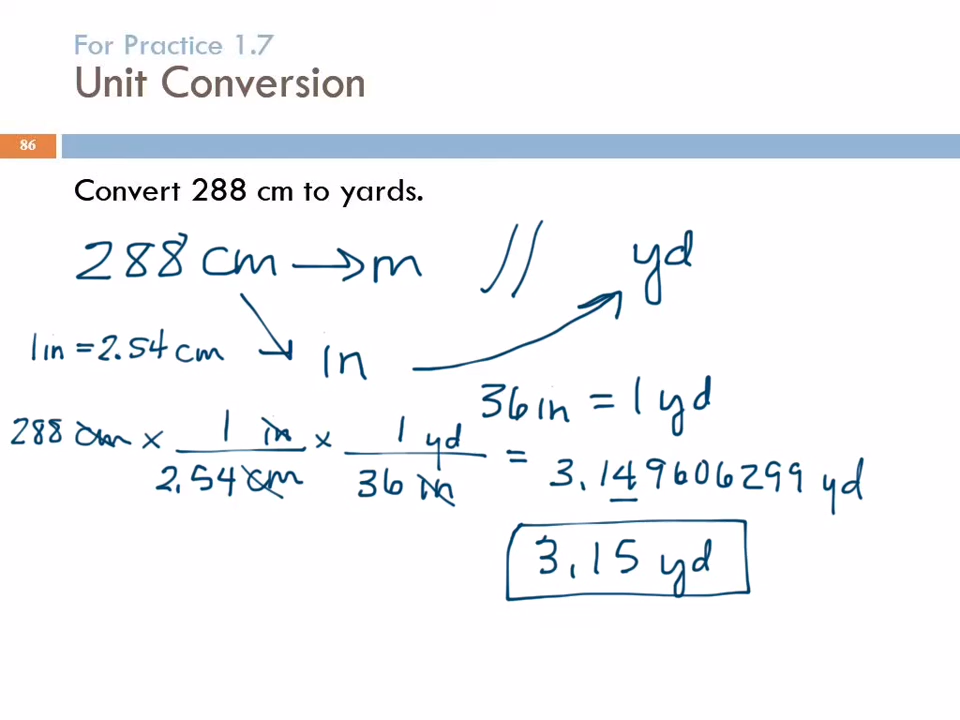 For Practice 1.7
Unit Conversion
86
Convert 288 cm to yards.
288 cm → m // yd
1 in = 2.54 cm
in
36 in = 1 yd
288 cm × 1 in / 2.54 cm × 1 yd / 36 in = 3.149606299 yd
3.15 yd